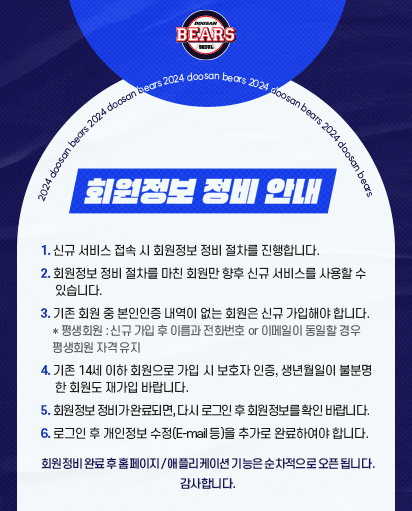 DOOSAN
BEARS
SEOUL
2024 doosan bears 2024 doosan bears 2024 doosan bears 2024 doosan bears 2024 doosan bears
회원정보 정비 안내
1. 신규 서비스 접속 시 회원정보 정비 절차를 진행합니다.
2. 회원정보 정비 절차를 마친 회원만 향후 신규 서비스를 사용할 수
있습니다.
3. 기존 회원 중 본인인증 내역이 없는 회원은 신규 가입해야 합니다.
* 평생회원 : 신규 가입 후 이름과 전화번호 or 이메일이 동일할 경우
평생회원 자격 유지
4. 기존 14세 이하 회원으로 가입 시 보호자 인증, 생년월일이 불분명
한 회원도 재가입 바랍니다.
5. 회원정보 정비가 완료되면, 다시 로그인 후 회원정보를 확인 바랍니다.
6. 로그인 후 개인정보 수정(E-mail 등)을 추가로 완료하여야 합니다.
회원 정비 완료 후 홈페이지 / 애플리케이션 기능은 순차적으로 오픈 됩니다.
감사합니다.